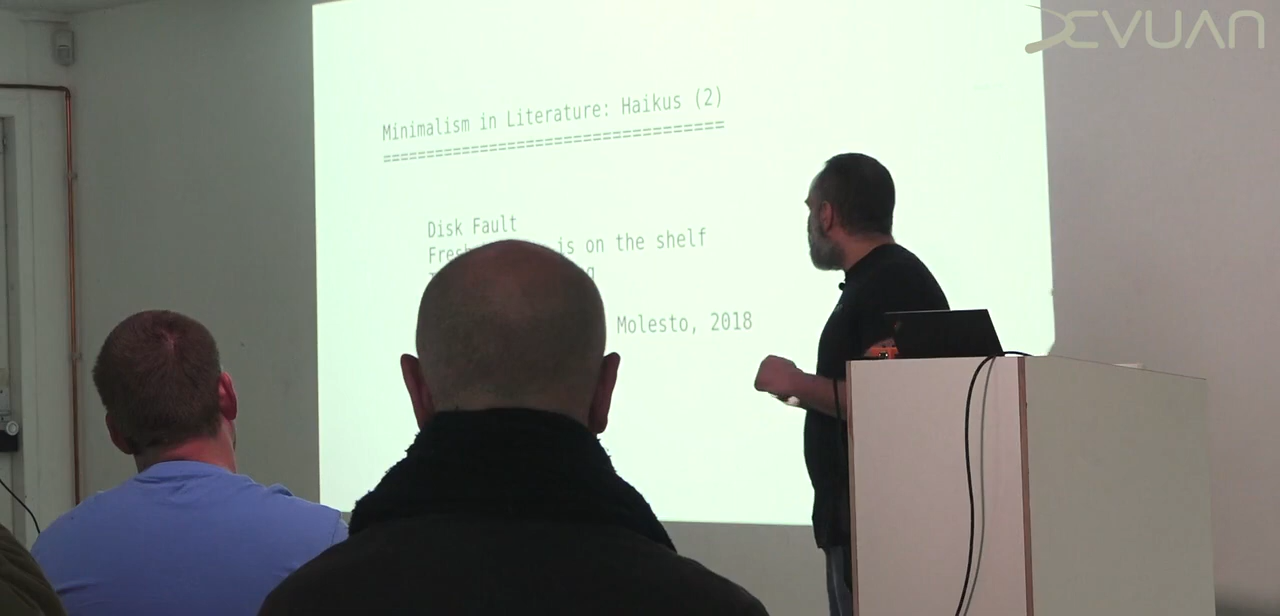 DEVUAN
Minimalism in Literature: Haikus (2)
==================================
Disk Fault
is on the shelf
Molesto, 2018